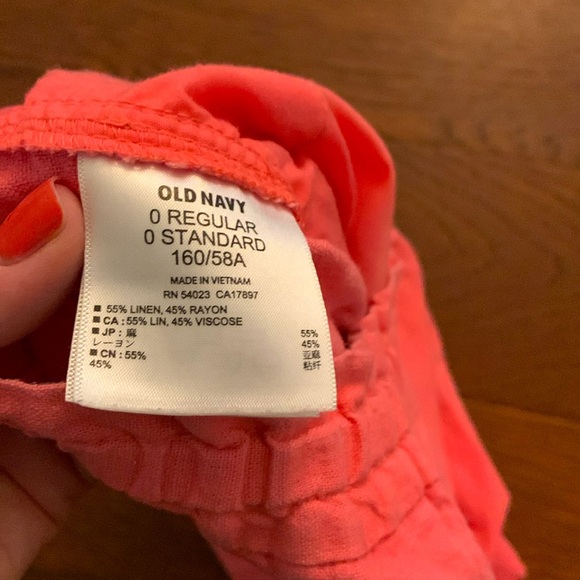 OLD NAVY
0 REGULAR
0 STANDARD
160/58A
MADE IN VIETNAM
RN 54023 CA17897
■ 55% LINEN, 45% RAYON
■ CA : 55% LIN, 45% VISCOSE
■ JP : 麻 55%
レーヨン 45%
■ CN : 55% 亚麻
45% 粘纤